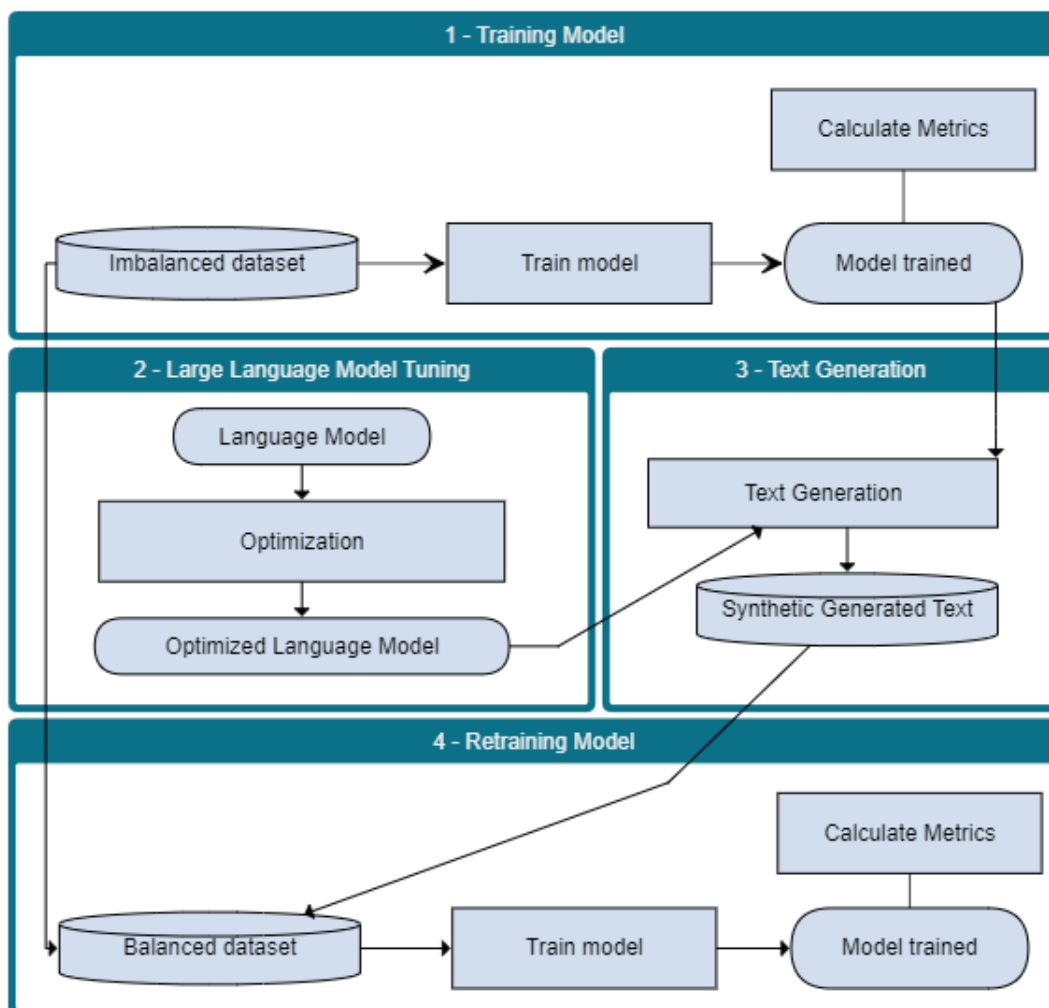 1 - Training Model
Calculate Metrics
Imbalanced dataset
Train model
Model trained
2 - Large Language Model Tuning
3 - Text Generation
Language Model
Text Generation
Optimization
Synthetic Generated Text
Optimized Language Model
4 - Retraining Model
Calculate Metrics
Balanced dataset
Train model
Model trained